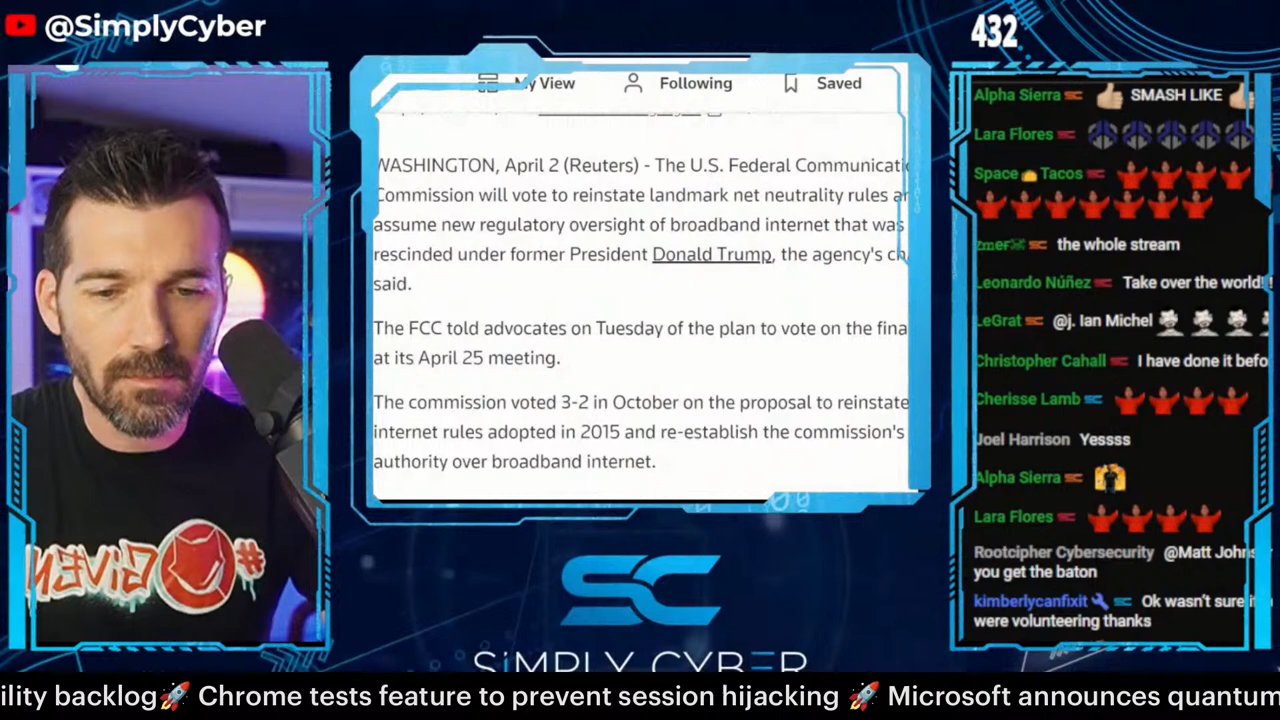 @SimplyCyber
432
My View
Following
Saved
WASHINGTON, April 2 (Reuters) - The U.S. Federal Communicati
Commission will vote to reinstate landmark net neutrality rules an
assume new regulatory oversight of broadband internet that was
rescinded under former President Donald Trump, the agency's ch
said.
The FCC told advocates on Tuesday of the plan to vote on the fina
at its April 25 meeting.
The commission voted 3-2 in October on the proposal to reinstate
internet rules adopted in 2015 and re-establish the commission's
authority over broadband internet.
Alpha Sierra SMASH LIKE
Lara Flores
Space Tacos
zmer the whole stream
Leonardo Núñez Take over the world!
LeGrat @j. Ian Michel
Christopher Cahall I have done it befo
Cherisse Lamb
Joel Harrison Yessss
Alpha Sierra
Lara Flores
Rootcipher Cybersecurity @Matt Johns
you get the baton
kimberlycanfixit Ok wasn't sure if
were volunteering thanks
#
SC
SiMPLY CYBER
ility backlog🚀 Chrome tests feature to prevent session hijacking 🚀 Microsoft announces quantum